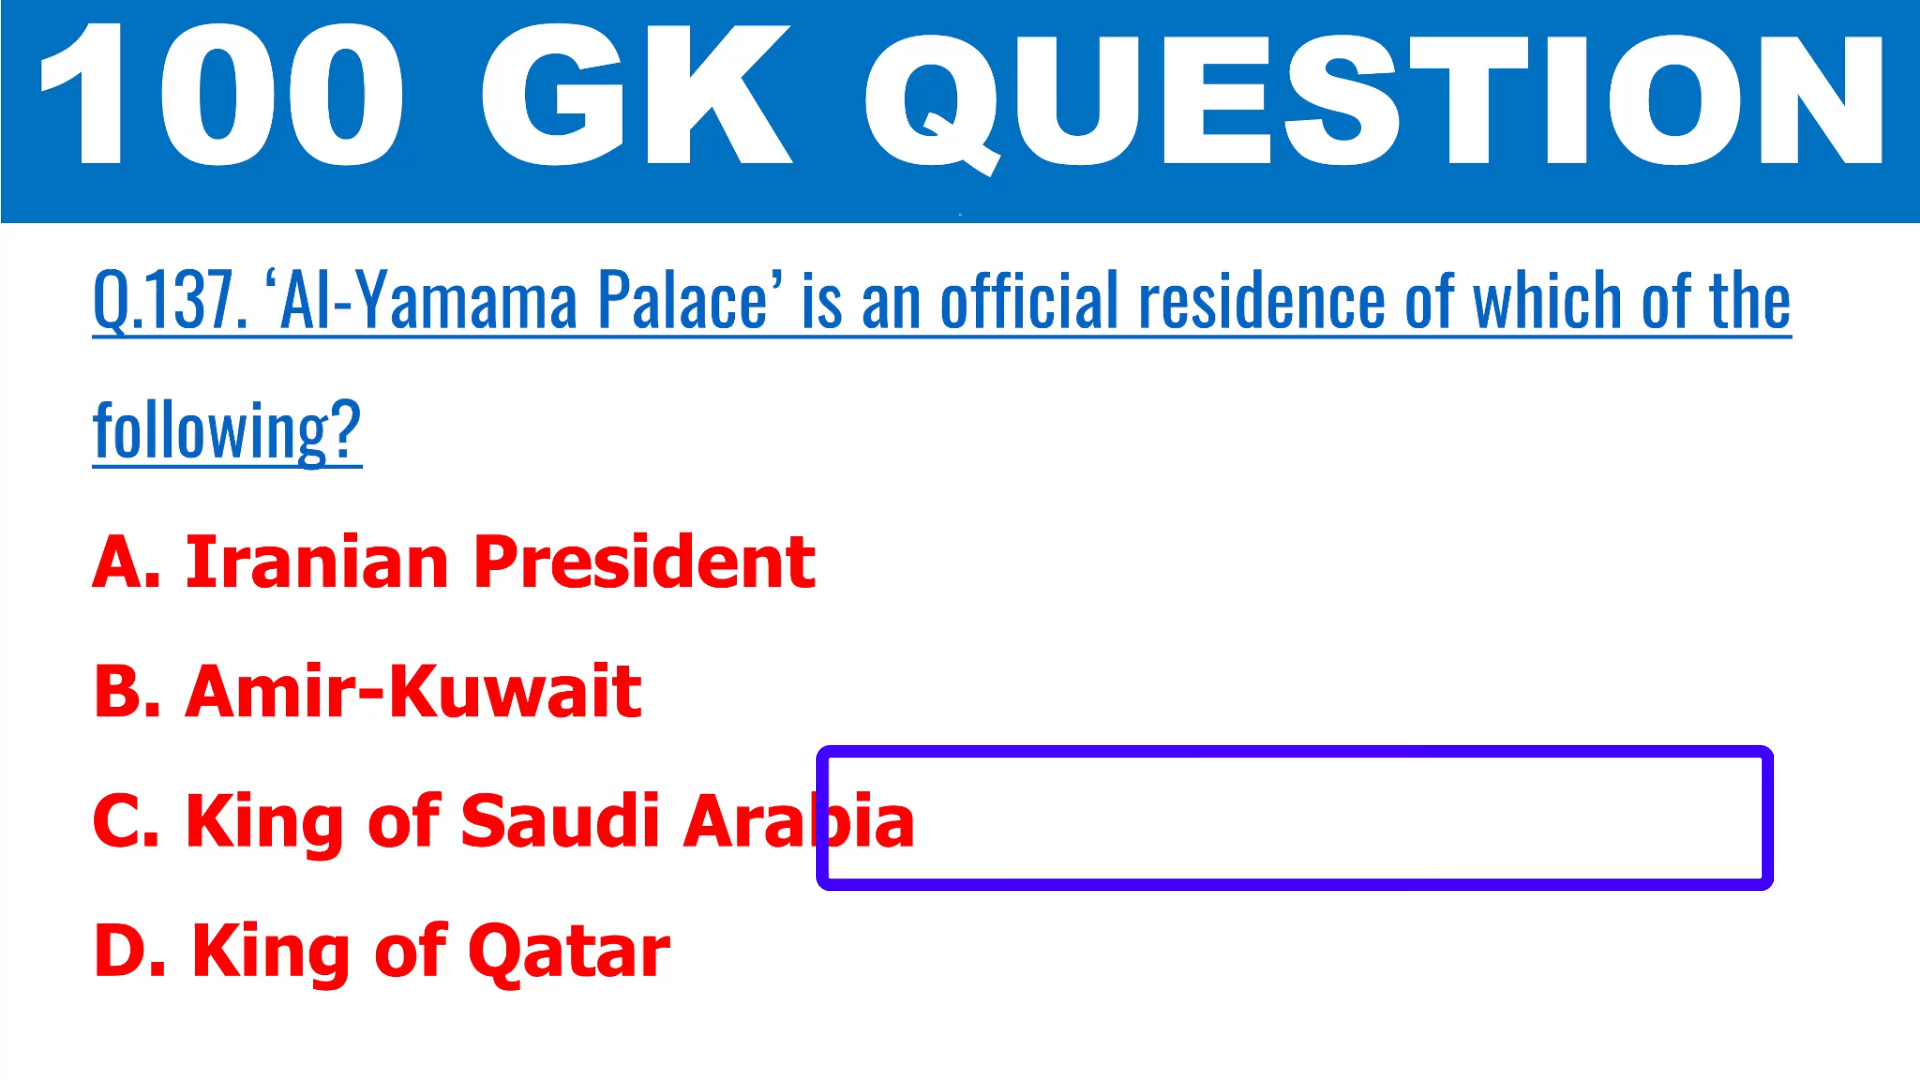 100 GK QUESTION
Q.137. ‘Al-Yamama Palace’ is an official residence of which of the
following?
A. Iranian President
B. Amir-Kuwait
C. King of Saudi Arabia
D. King of Qatar